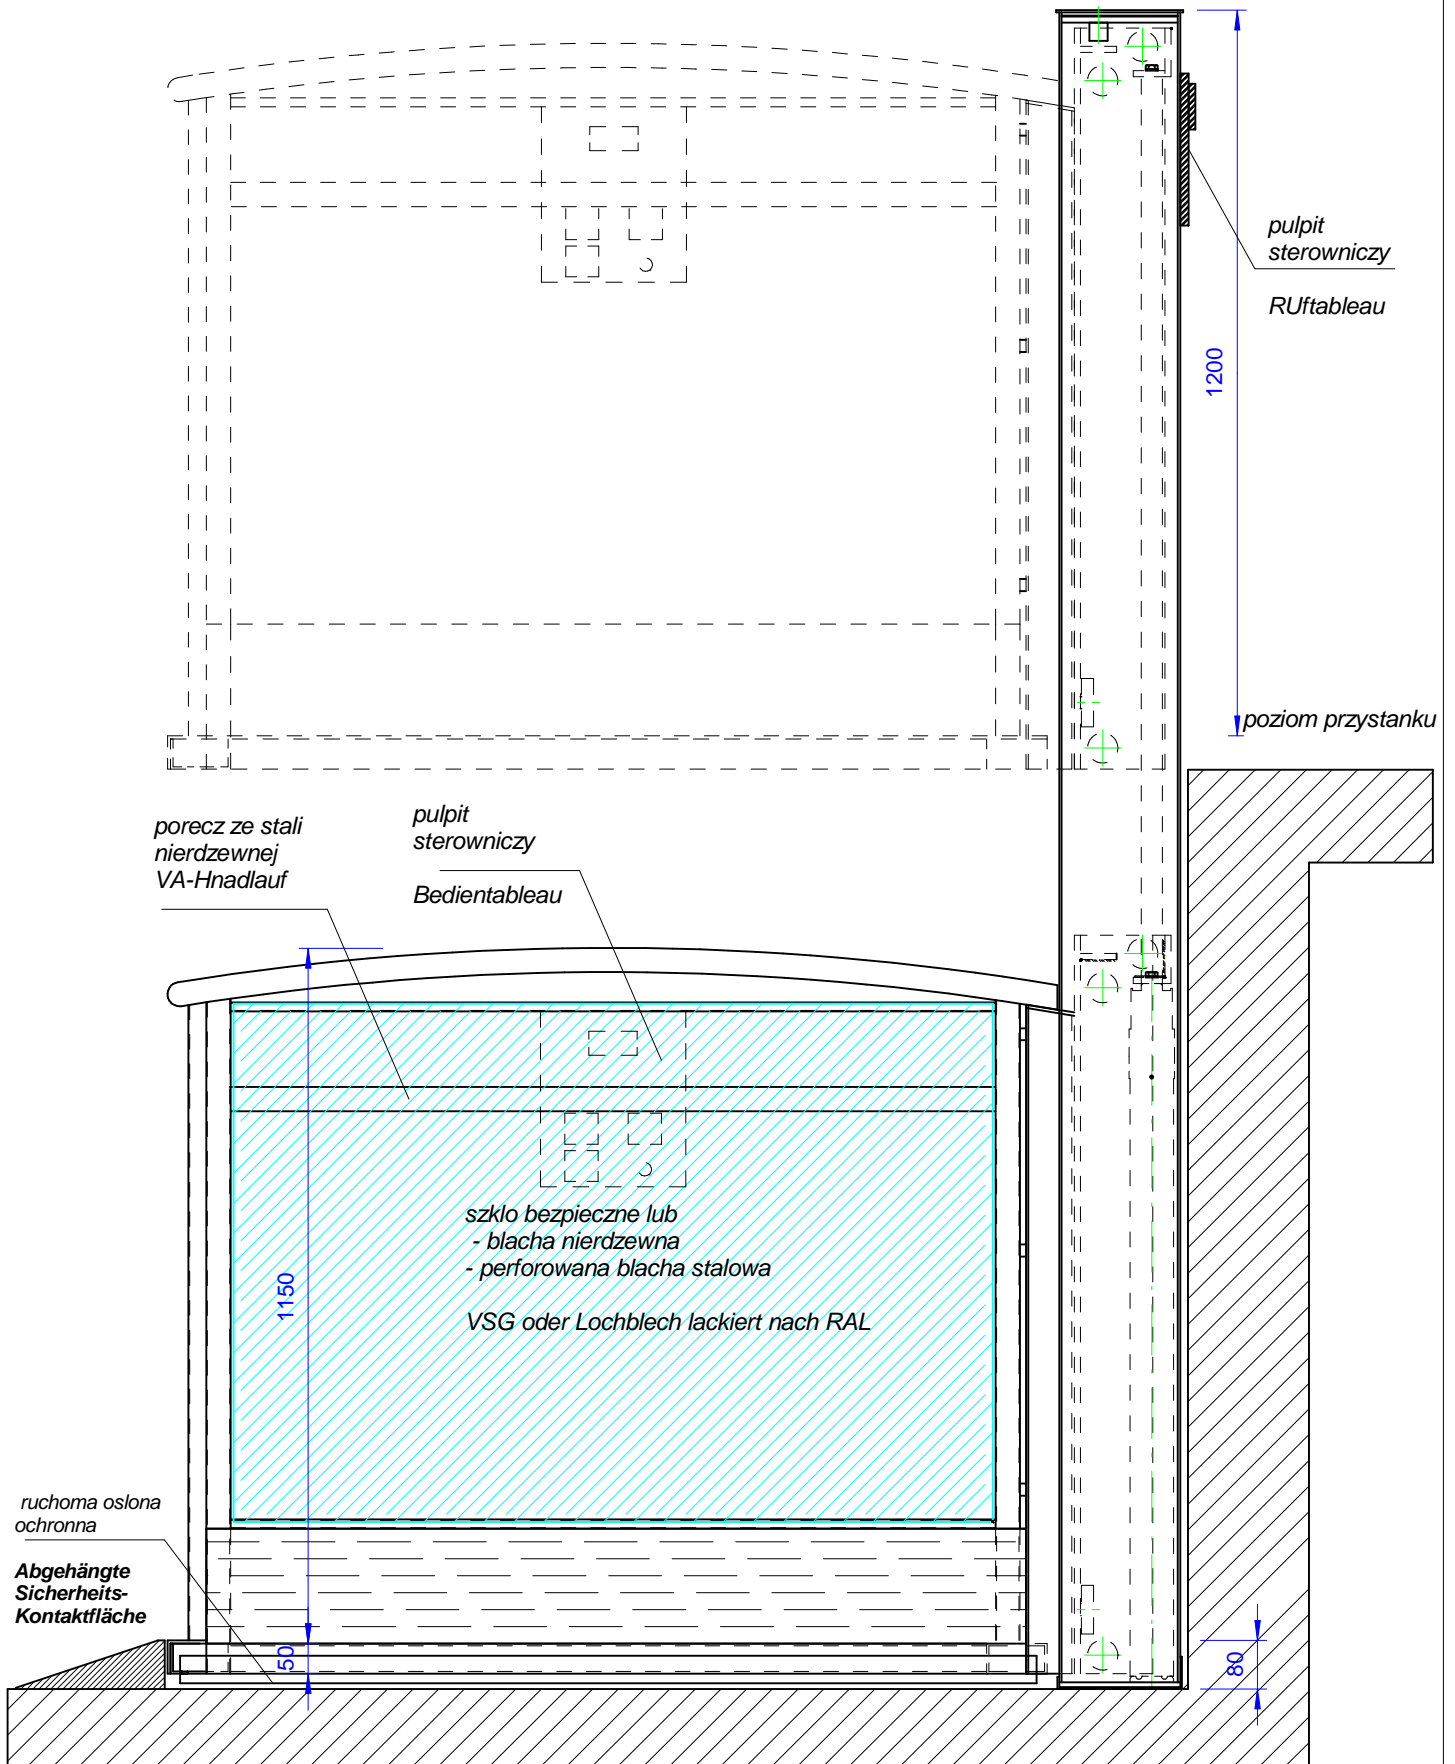 pulpit
sterowniczy
RUftableau
1200
poziom przystanku
porecz ze stali
nierdzewnej
VA-Hnadlauf
pulpit
sterowniczy
Bedientableau
szklo bezpieczne lub
- blacha nierdzewna
- perforowana blacha stalowa
VSG oder Lochblech lackiert nach RAL
1150
ruchoma oslona
ochronna
Abgehängte
Sicherheits-
Kontaktfläche
50
80